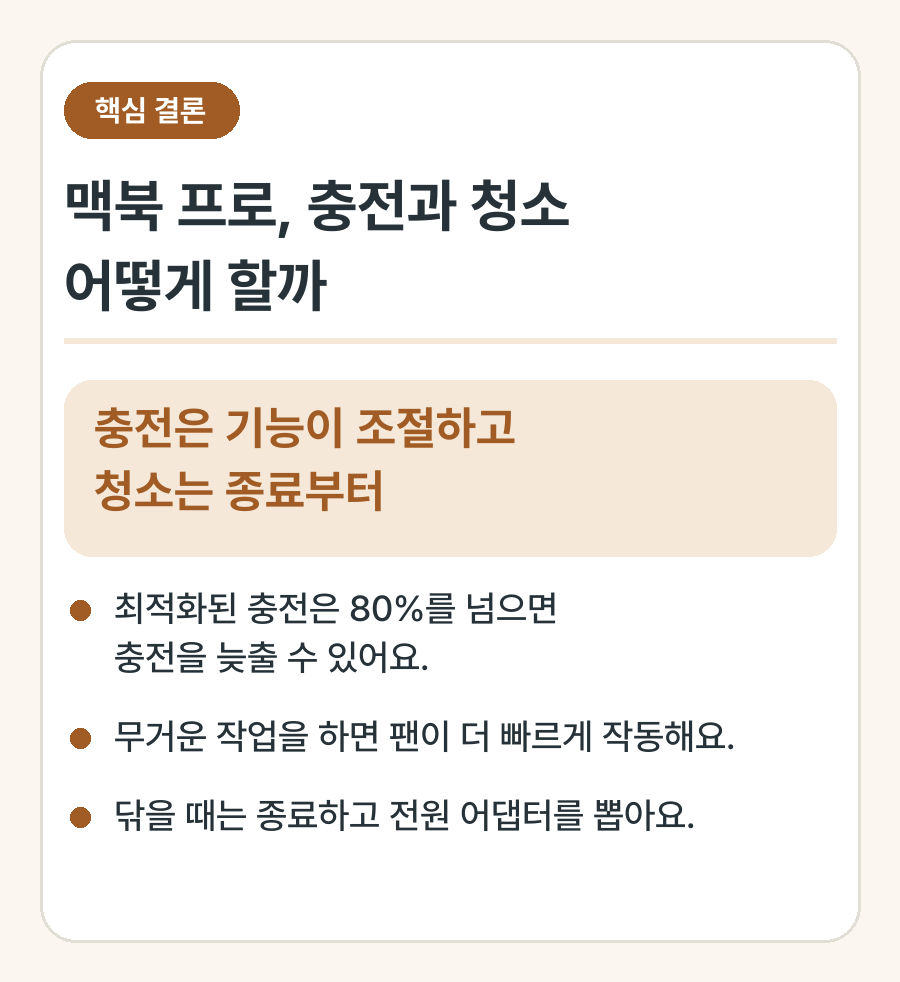 핵심 결론
맥북 프로, 충전과 청소
어떻게 할까
충전은 기능이 조절하고
청소는 종료부터
최적화된 충전은 80%를 넘으면
충전을 늦출 수 있어요.
무거운 작업을 하면 팬이 더 빠르게 작동해요.
닦을 때는 종료하고 전원 어댑터를 뽑아요.